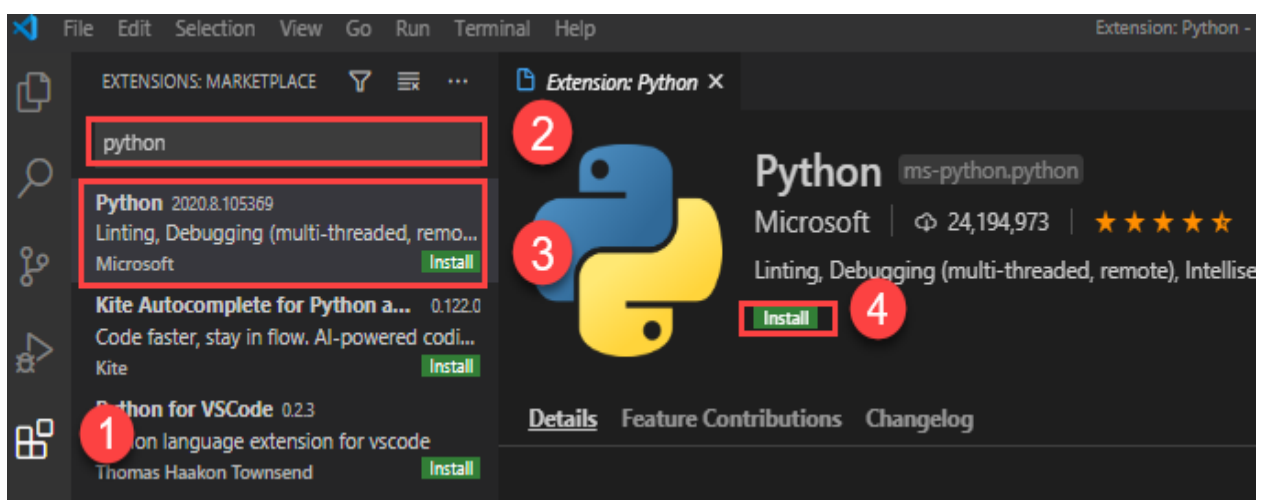 File Edit Selection View Go Run Terminal Help Extension: Python -
EXTENSIONS: MARKETPLACE ...
Extension: Python
python
2
Python 2020.8.105369
Linting, Debugging (multi-threaded, remo...
Microsoft Install
3
Kite Autocomplete for Python a... 0.122.0
Code faster, stay in flow. AI-powered codi...
Kite Install
for VSCode 0.2.3
1
language extension for vscode
Thomas Haakon Townsend Install
Python ms-python.python
Microsoft 24,194,973
Linting, Debugging (multi-threaded, remote), Intellise
Install
4
Details Feature Contributions Changelog